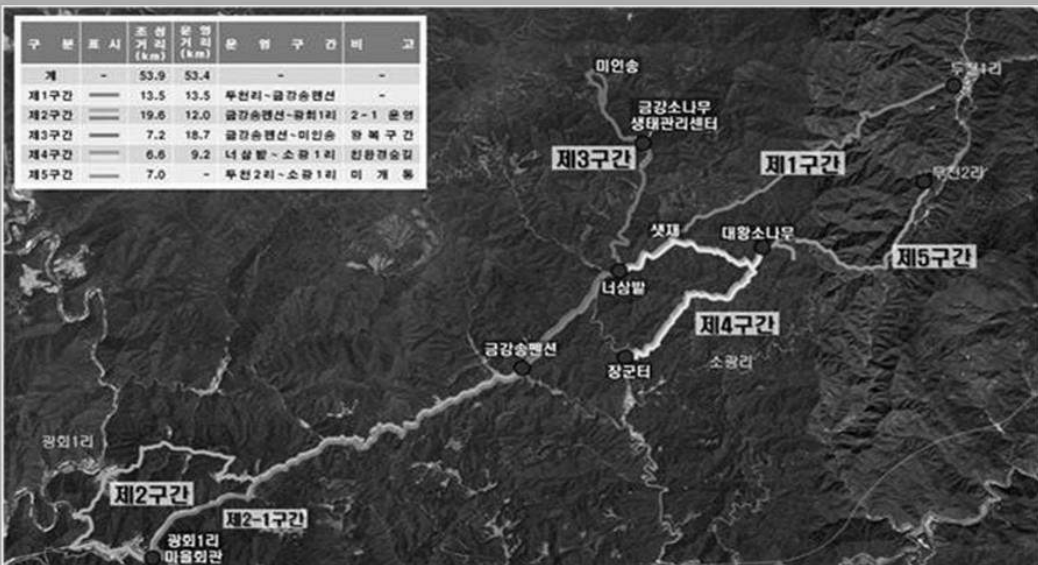 구 분 표 시 조 성 거 리 (km) 운 영 거 리 (km) 운 영 구 간 비 고
계 - 53.9 53.4 - -
제1구간 13.5 13.5 두천리~금강송펜션 -
제2구간 19.6 12.0 금강송펜션~광회1리 2-1 운영
제3구간 7.2 18.7 금강송펜션~미인송 왕복구간
제4구간 6.6 9.2 너삼밭~소광1리 친환경숲길
제5구간 7.0 - 두천2리~소광1리 미 개 통
미인송
두천1리
금강소나무
생태관리센터
제3구간
제1구간
두천2리
샛재
대왕소나무
제5구간
너삼밭
제4구간
금강송펜션
장군터
소광리
광회1리
제2구간
제2-1구간
광회1리
마을회관